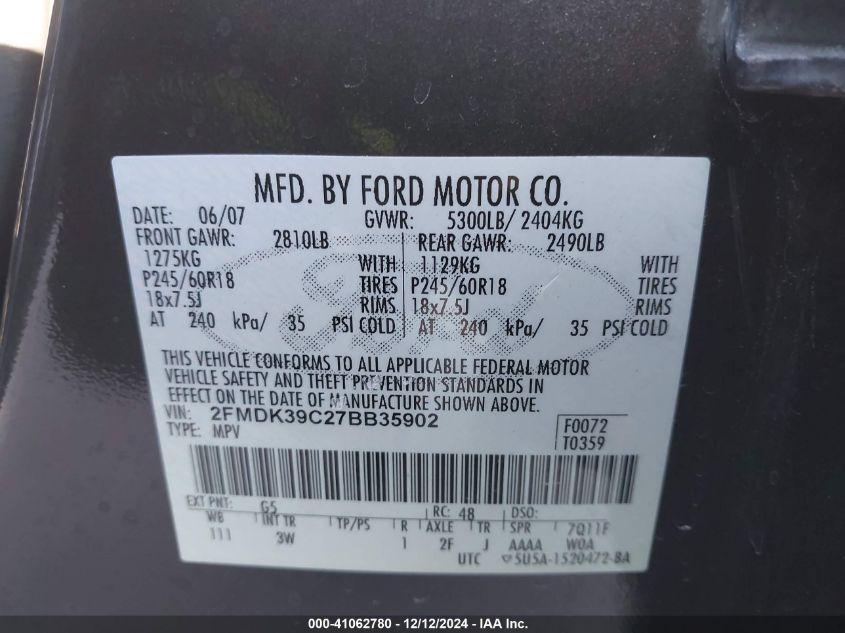 MFD. BY FORD MOTOR CO.
DATE: 06/07 GVWR: 5300LB/ 2404KG
FRONT GAWR: 2810LB REAR GAWR: 2490LB
1275KG WITH 1129KG WITH
P245/60R18 TIRES P245/60R18 TIRES
18x7.5J RIMS 18x7.5J RIMS
AT 240 kPa/ 35 PSI COLD AT 240 kPa/ 35 PSI COLD
THIS VEHICLE CONFORMS TO ALL APPLICABLE FEDERAL MOTOR
VEHICLE SAFETY AND THEFT PREVENTION STANDARDS IN
EFFECT ON THE DATE OF MANUFACTURE SHOWN ABOVE.
VIN: 2FMDK39C27BB35902 F0072
TYPE: MPV T0359
EXT PNT: G5 RC: 48 DSO:
WB INT TR TP/PS R AXLE TR SPR 7Q11F
111 3W 1 2F J AAAA W0A
UTC 5U5A-1520472-BA
000-41062780 - 12/12/2024 - IAA Inc.